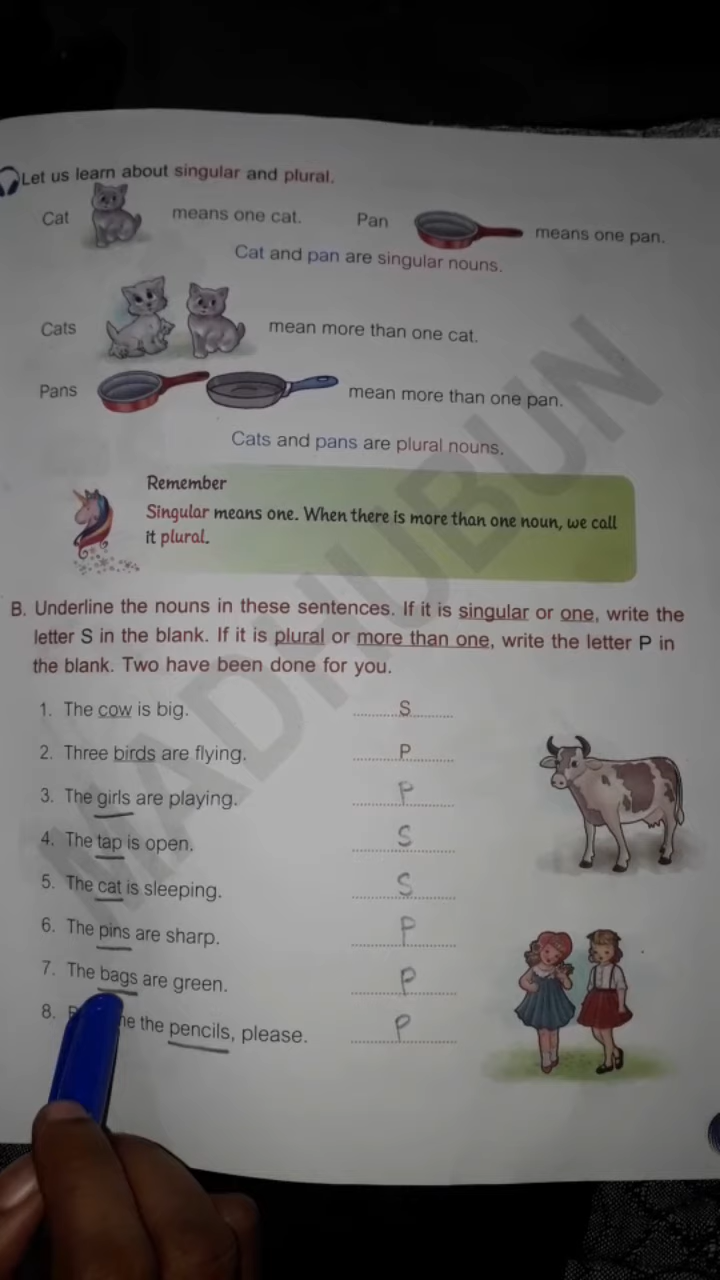 Let us learn about singular and plural.
Cat means one cat. Pan means one pan.
Cat and pan are singular nouns.
Cats mean more than one cat.
Pans mean more than one pan.
Cats and pans are plural nouns.
Remember
Singular means one. When there is more than one noun, we call
it plural.
B. Underline the nouns in these sentences. If it is singular or one, write the
letter S in the blank. If it is plural or more than one, write the letter P in
the blank. Two have been done for you.
1. The cow is big. S
2. Three birds are flying. P
3. The girls are playing. P
4. The tap is open. S
5. The cat is sleeping. S
6. The pins are sharp. P
7. The bags are green. P
8. the pencils, please. P
MADHUBUN